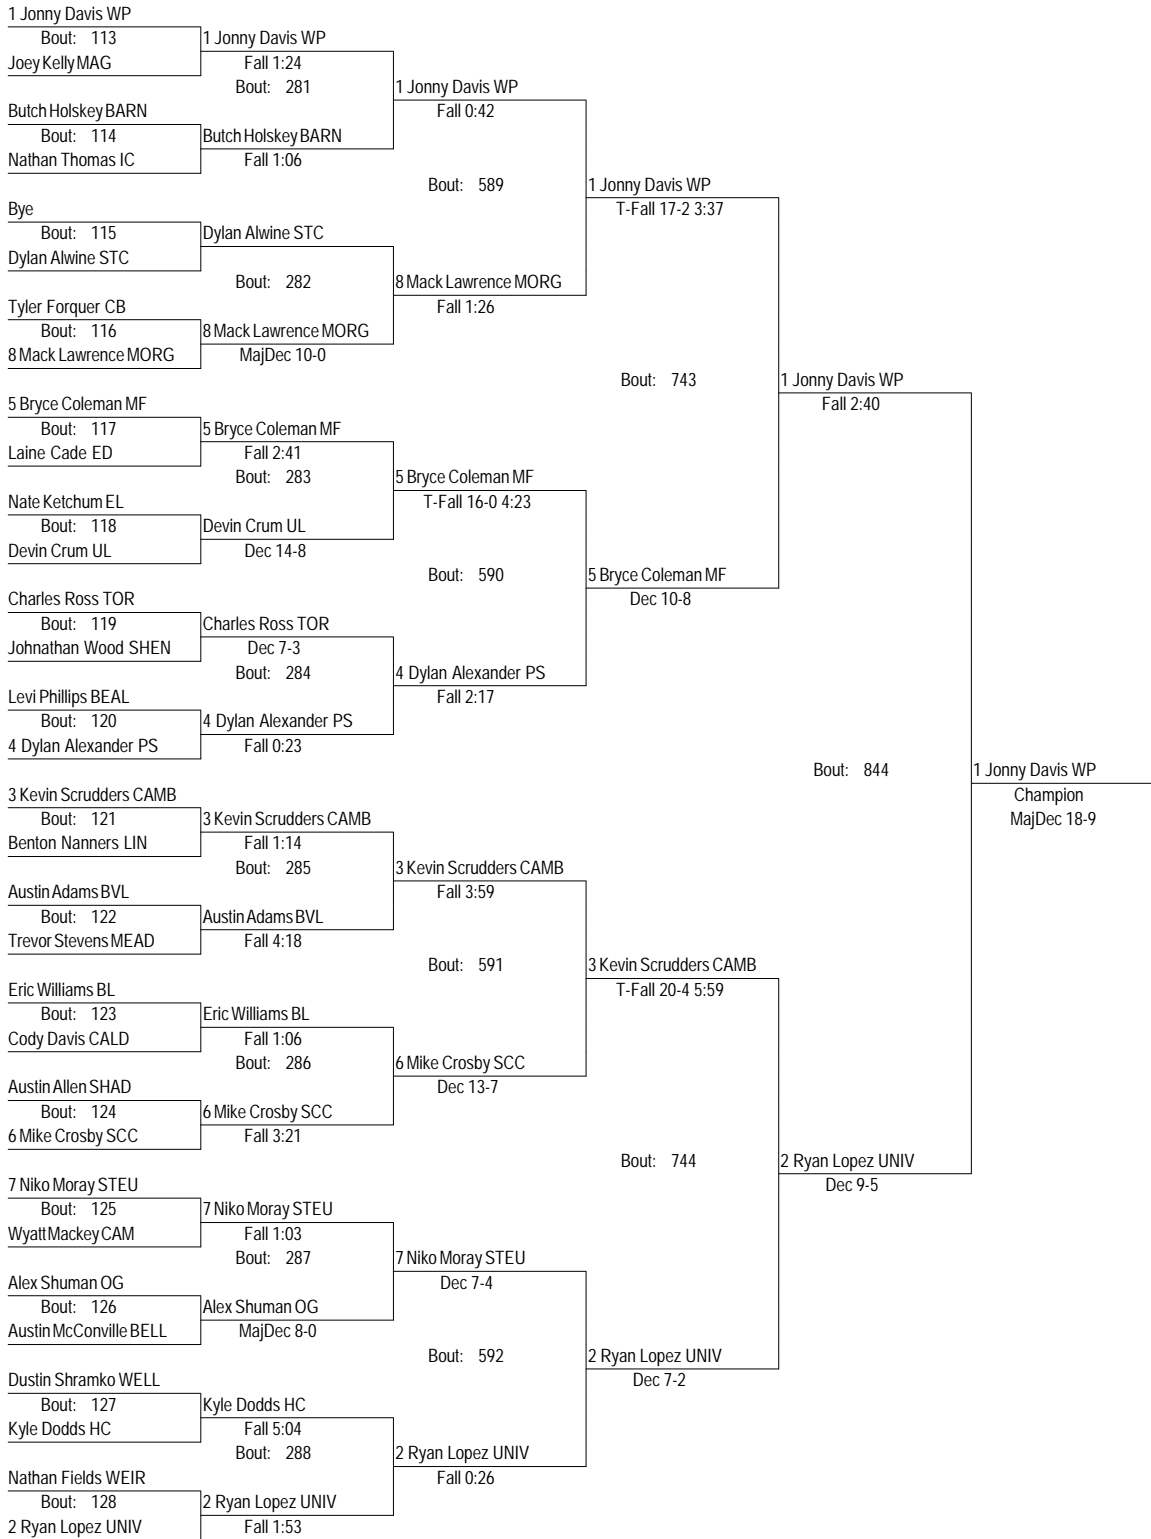 1 Jonny Davis WP
Bout: 113
1 Jonny Davis WP
Joey Kelly MAG
Fall 1:24
Bout: 281
1 Jonny Davis WP
Butch Holskey BARN
Fall 0:42
Bout: 114
Butch Holskey BARN
Nathan Thomas IC
Fall 1:06
Bout: 589
1 Jonny Davis WP
Bye
T-Fall 17-2 3:37
Bout: 115
Dylan Alwine STC
Dylan Alwine STC
Bout: 282
8 Mack Lawrence MORG
Tyler Forquer CB
Fall 1:26
Bout: 116
8 Mack Lawrence MORG
8 Mack Lawrence MORG
MajDec 10-0
Bout: 743
1 Jonny Davis WP
5 Bryce Coleman MF
Fall 2:40
Bout: 117
5 Bryce Coleman MF
Laine Cade ED
Fall 2:41
Bout: 283
5 Bryce Coleman MF
Nate Ketchum EL
T-Fall 16-0 4:23
Bout: 118
Devin Crum UL
Devin Crum UL
Dec 14-8
Bout: 590
5 Bryce Coleman MF
Charles Ross TOR
Dec 10-8
Bout: 119
Charles Ross TOR
Johnathan Wood SHEN
Dec 7-3
Bout: 284
4 Dylan Alexander PS
Levi Phillips BEAL
Fall 2:17
Bout: 120
4 Dylan Alexander PS
4 Dylan Alexander PS
Fall 0:23
Bout: 844
1 Jonny Davis WP
3 Kevin Scrudders CAMB
Champion
Bout: 121
3 Kevin Scrudders CAMB
MajDec 18-9
Benton Nanners LIN
Fall 1:14
Bout: 285
3 Kevin Scrudders CAMB
Austin Adams BVL
Fall 3:59
Bout: 122
Austin Adams BVL
Trevor Stevens MEAD
Fall 4:18
Bout: 591
3 Kevin Scrudders CAMB
Eric Williams BL
T-Fall 20-4 5:59
Bout: 123
Eric Williams BL
Cody Davis CALD
Fall 1:06
Bout: 286
6 Mike Crosby SCC
Austin Allen SHAD
Dec 13-7
Bout: 124
6 Mike Crosby SCC
6 Mike Crosby SCC
Fall 3:21
Bout: 744
2 Ryan Lopez UNIV
7 Niko Moray STEU
Dec 9-5
Bout: 125
7 Niko Moray STEU
Wyatt Mackey CAM
Fall 1:03
Bout: 287
7 Niko Moray STEU
Alex Shuman OG
Dec 7-4
Bout: 126
Alex Shuman OG
Austin McConville BELL
MajDec 8-0
Bout: 592
2 Ryan Lopez UNIV
Dustin Shramko WELL
Dec 7-2
Bout: 127
Kyle Dodds HC
Kyle Dodds HC
Fall 5:04
Bout: 288
2 Ryan Lopez UNIV
Nathan Fields WEIR
Fall 0:26
Bout: 128
2 Ryan Lopez UNIV
2 Ryan Lopez UNIV
Fall 1:53